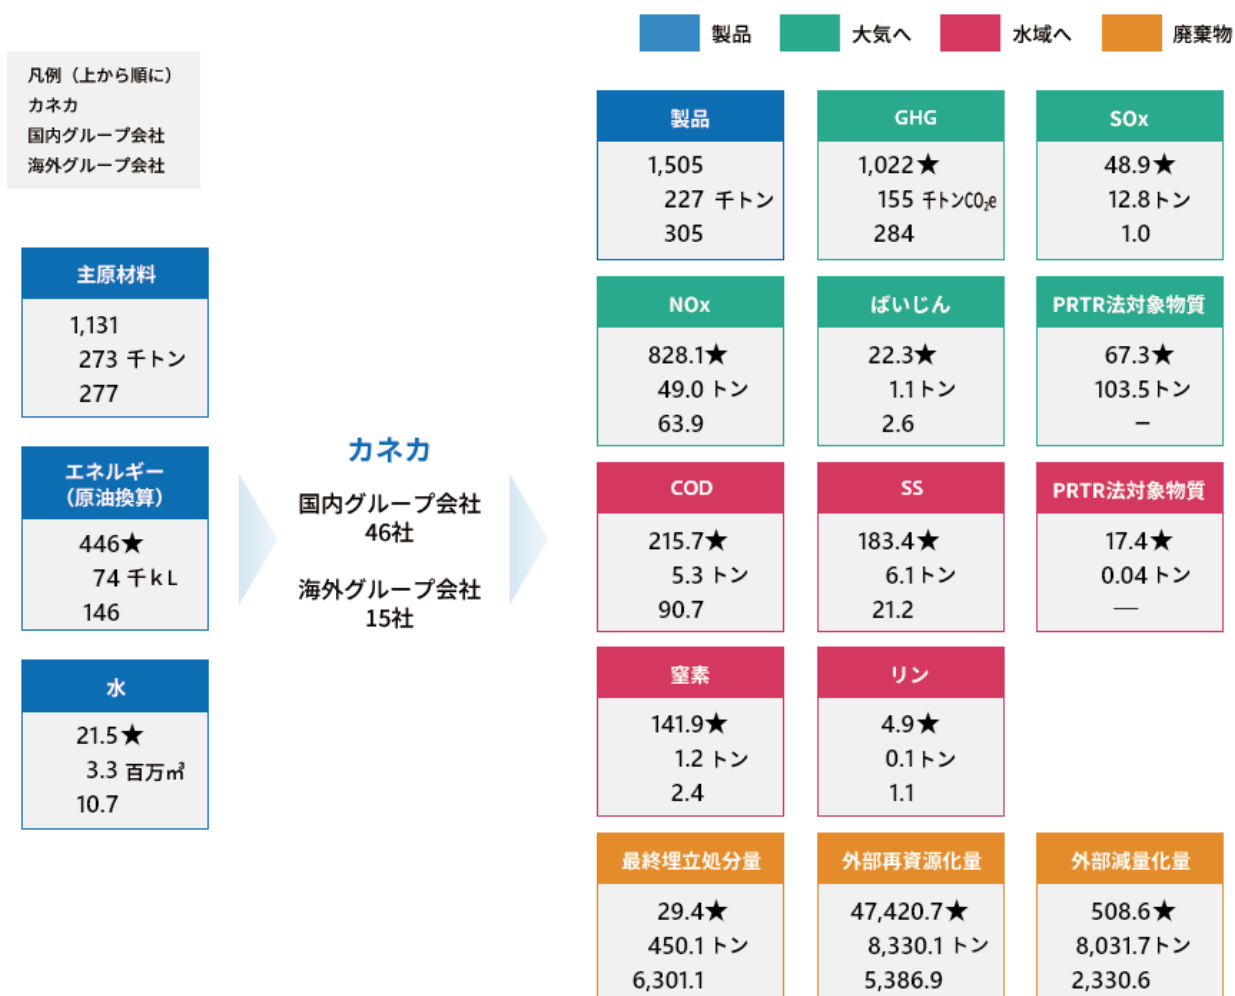 製品
大気へ
水域へ
廃棄物
凡例（上から順に）
カネカ
国内グループ会社
海外グループ会社
主原材料
1,131
273 千トン
277
エネルギー
（原油換算）
446★
74 千kL
146
水
21.5★
3.3 百万㎥
10.7
カネカ
国内グループ会社
46社
海外グループ会社
15社
製品
1,505
227 千トン
305
GHG
1,022★
155 千トンCO₂e
284
SOx
48.9★
12.8トン
1.0
NOx
828.1★
49.0 トン
63.9
ばいじん
22.3★
1.1トン
2.6
PRTR法対象物質
67.3★
103.5トン
–
COD
215.7★
5.3 トン
90.7
SS
183.4★
6.1トン
21.2
PRTR法対象物質
17.4★
0.04 トン
—
窒素
141.9★
1.2 トン
2.4
リン
4.9★
0.1トン
1.1
最終埋立処分量
29.4★
450.1 トン
6,301.1
外部再資源化量
47,420.7★
8,330.1 トン
5,386.9
外部減量化量
508.6★
8,031.7トン
2,330.6